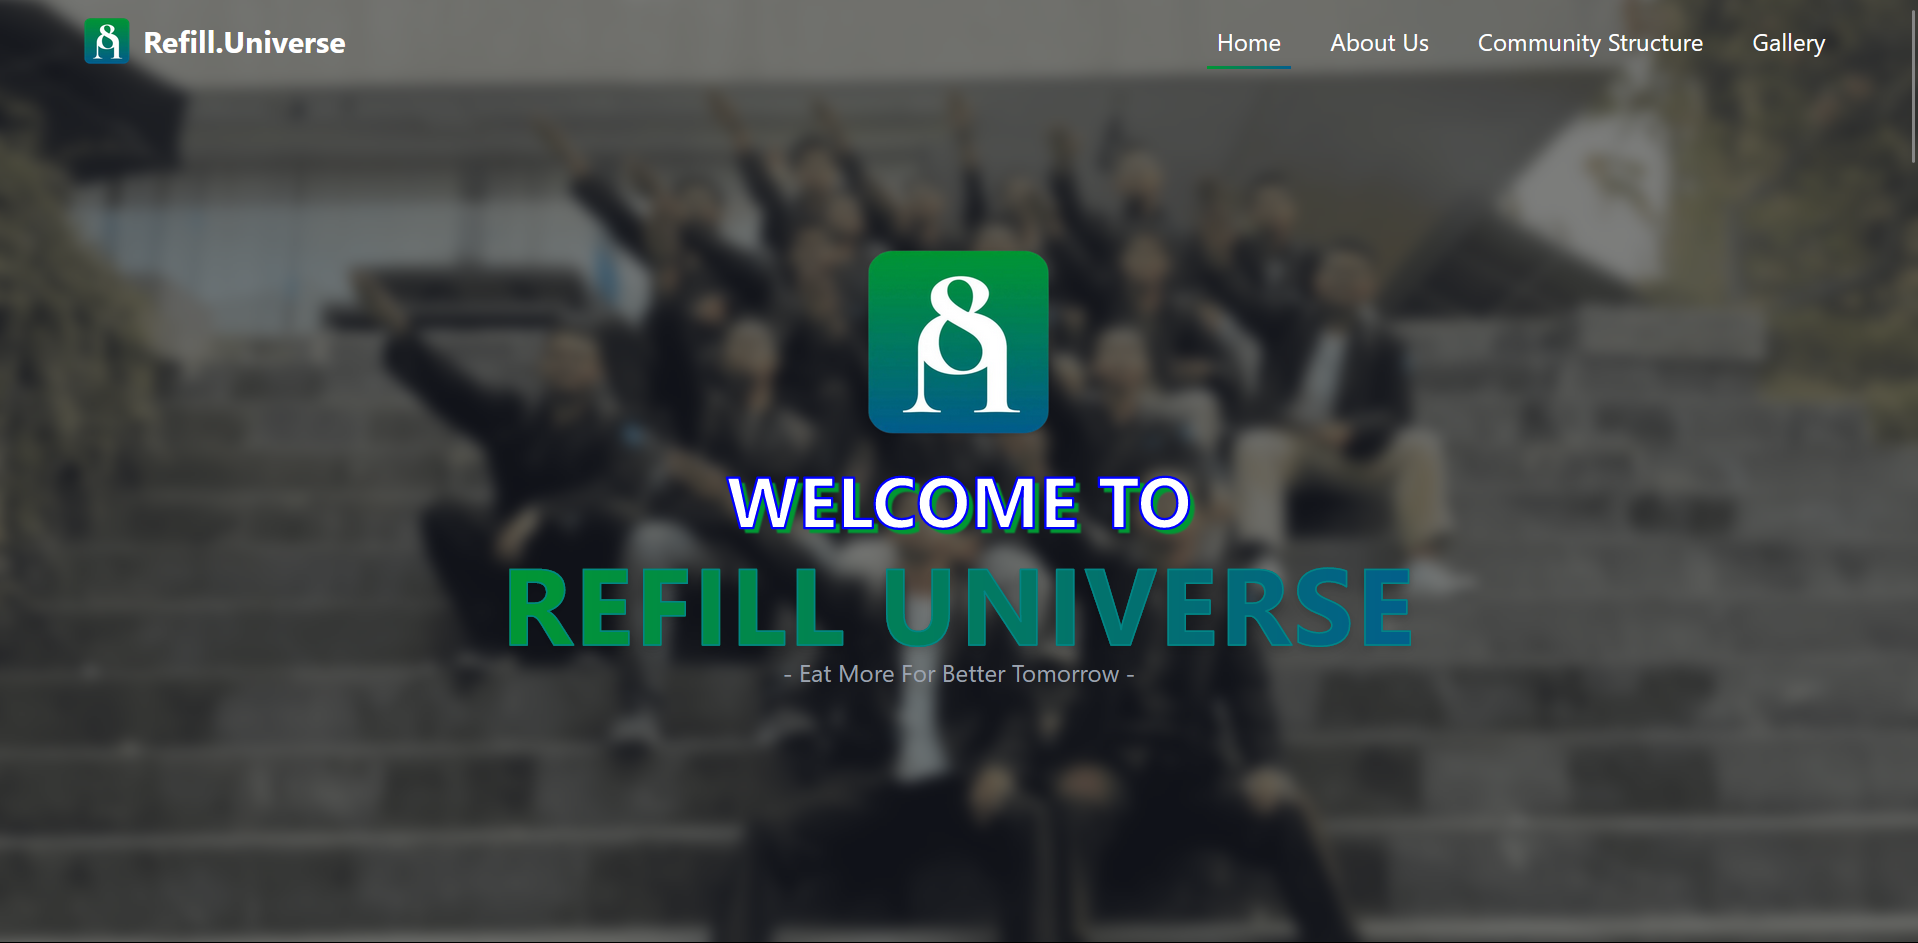 Refill.Universe
Home
About Us
Community Structure
Gallery
WELCOME TO
REFILL UNIVERSE
- Eat More For Better Tomorrow -